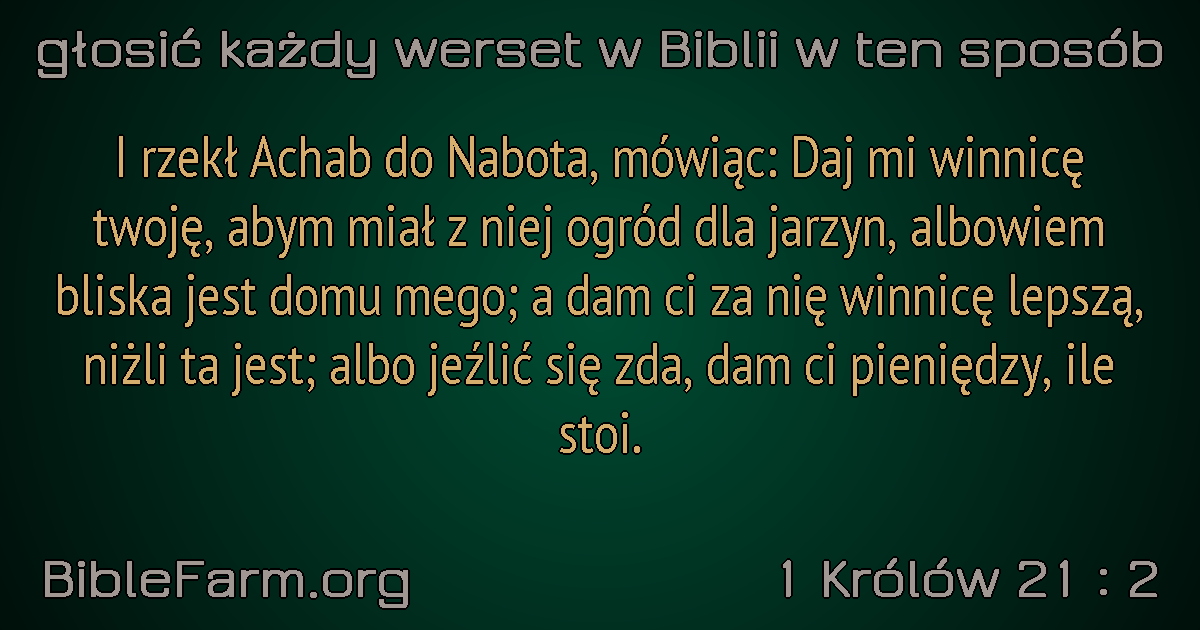 głosić każdy werset w Biblii w ten sposób
I rzekł Achab do Nabota, mówiąc: Daj mi winnicę
twoję, abym miał z niej ogród dla jarzyn, albowiem
bliska jest domu mego; a dam ci za nię winnicę lepszą,
niżli ta jest; albo jeźlić się zda, dam ci pieniędzy, ile
stoi.
BibleFarm.org
1 Królów 21 : 2